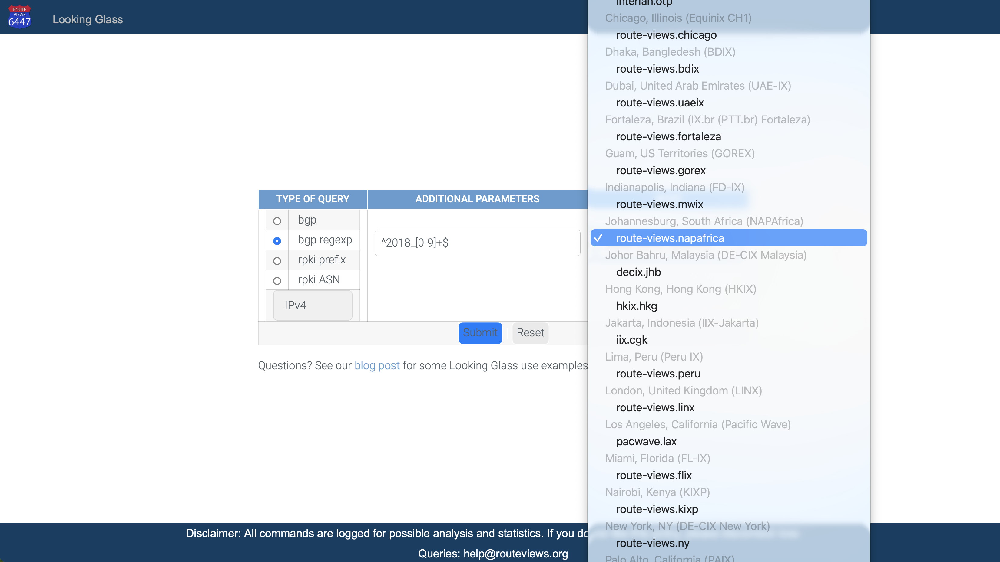 ROUTE
VIEWS
6447
Looking Glass
TYPE OF QUERY
ADDITIONAL PARAMETERS
bgp
bgp regexp
rpki prefix
rpki ASN
IPv4
^2018_[0-9]+$
Submit
Reset
Questions? See our blog post for some Looking Glass use examples
interlan.otp
Chicago, Illinois (Equinix CH1)
route-views.chicago
Dhaka, Bangledesh (BDIX)
route-views.bdix
Dubai, United Arab Emirates (UAE-IX)
route-views.uaeix
Fortaleza, Brazil (IX.br (PTT.br) Fortaleza)
route-views.fortaleza
Guam, US Territories (GOREX)
route-views.gorex
Indianapolis, Indiana (FD-IX)
route-views.mwix
Johannesburg, South Africa (NAPAfrica)
✓ route-views.napafrica
Johor Bahru, Malaysia (DE-CIX Malaysia)
decix.jhb
Hong Kong, Hong Kong (HKIX)
hkix.hkg
Jakarta, Indonesia (IIX-Jakarta)
iix.cgk
Lima, Peru (Peru IX)
route-views.peru
London, United Kingdom (LINX)
route-views.linx
Los Angeles, California (Pacific Wave)
pacwave.lax
Miami, Florida (FL-IX)
route-views.flix
Nairobi, Kenya (KIXP)
route-views.kixp
New York, NY (DE-CIX New York)
route-views.ny
Palo Alto, California (PAIX)
Disclaimer: All commands are logged for possible analysis and statistics. If you do
Queries: help@routeviews.org